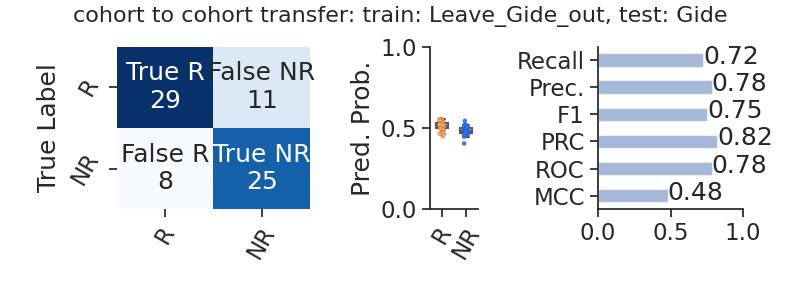 cohort to cohort transfer: train: Leave_Gide_out, test: Gide
True Label
R
NR
True R
29
False NR
11
False R
8
True NR
25
R
NR
Pred. Prob.
1.0
0.5
0.0
R
NR
Recall
0.72
Prec.
0.78
F1
0.75
PRC
0.82
ROC
0.78
MCC
0.48
0.0
0.5
1.0